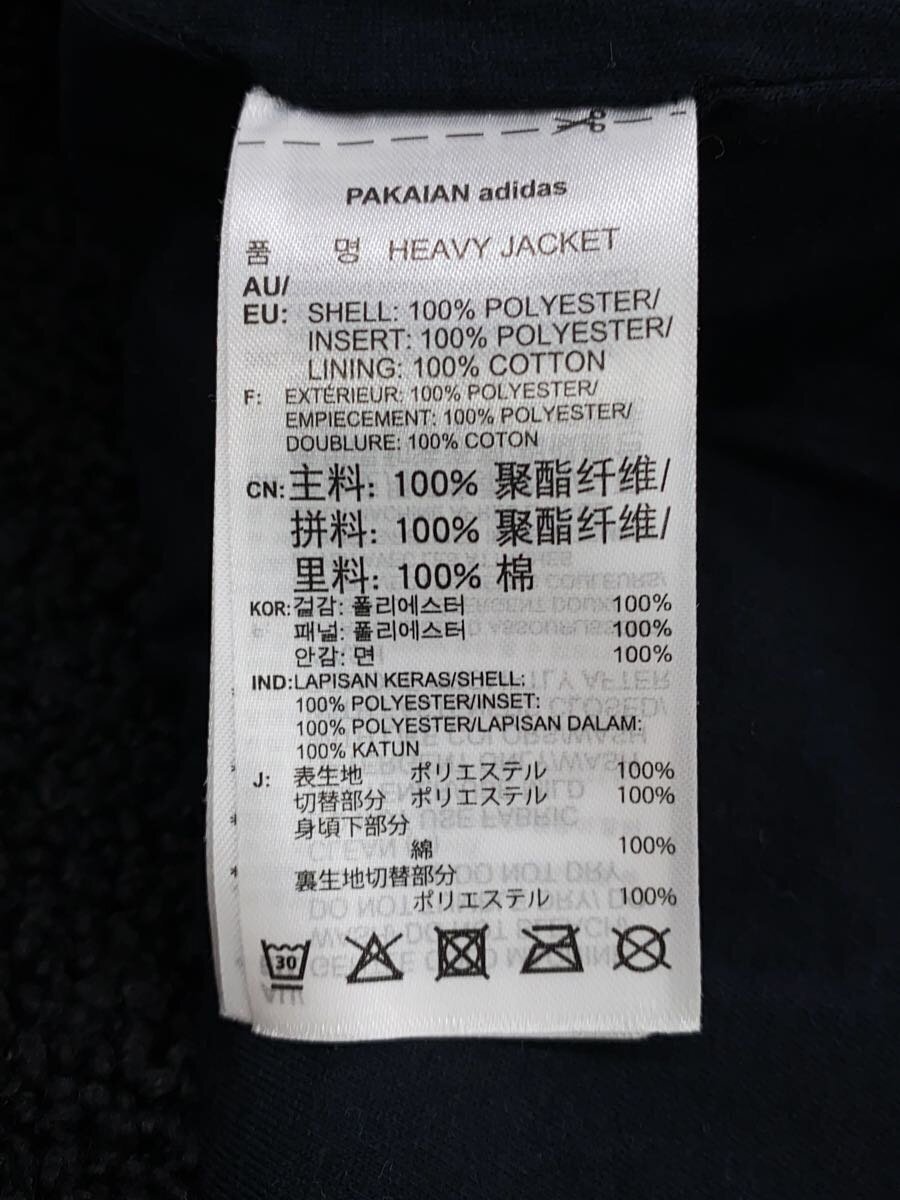 PAKAIAN adidas
품 명 HEAVY JACKET
AU/
EU: SHELL: 100% POLYESTER/
INSERT: 100% POLYESTER/
LINING: 100% COTTON
F: EXTÉRIEUR: 100% POLYESTER/
EMPIECEMENT: 100% POLYESTER/
DOUBLURE: 100% COTON
CN: 主料: 100% 聚酯纤维/
拼料: 100% 聚酯纤维/
里料: 100% 棉
KOR: 겉감: 폴리에스터 100%
패널: 폴리에스터 100%
안감: 면 100%
IND: LAPISAN KERAS/SHELL:
100% POLYESTER/INSET:
100% POLYESTER/LAPISAN DALAM:
100% KATUN
J: 表生地 ポリエステル 100%
切替部分 ポリエステル 100%
身頃下部分
綿 100%
裏生地切替部分
ポリエステル 100%
30